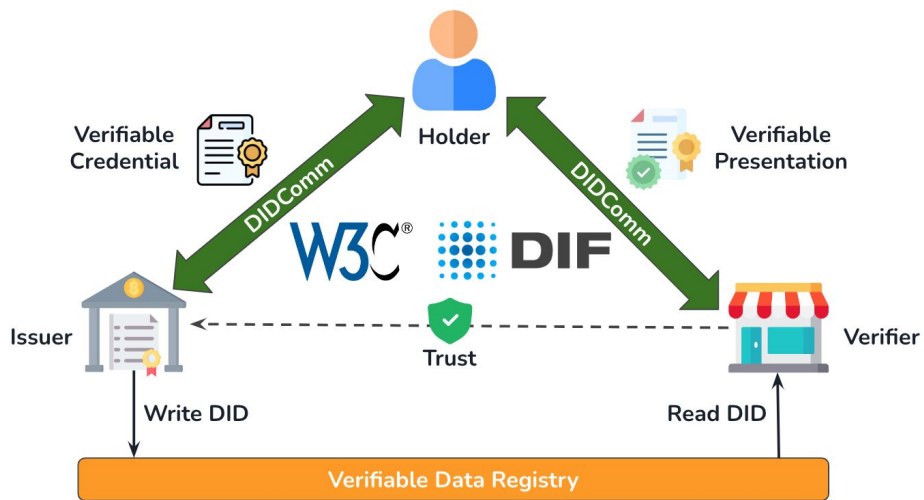 Holder
Verifiable
Credential
Verifiable
Presentation
DIDComm
DIDComm
W3C®
DIF
Issuer
Trust
Verifier
Write DID
Read DID
Verifiable Data Registry